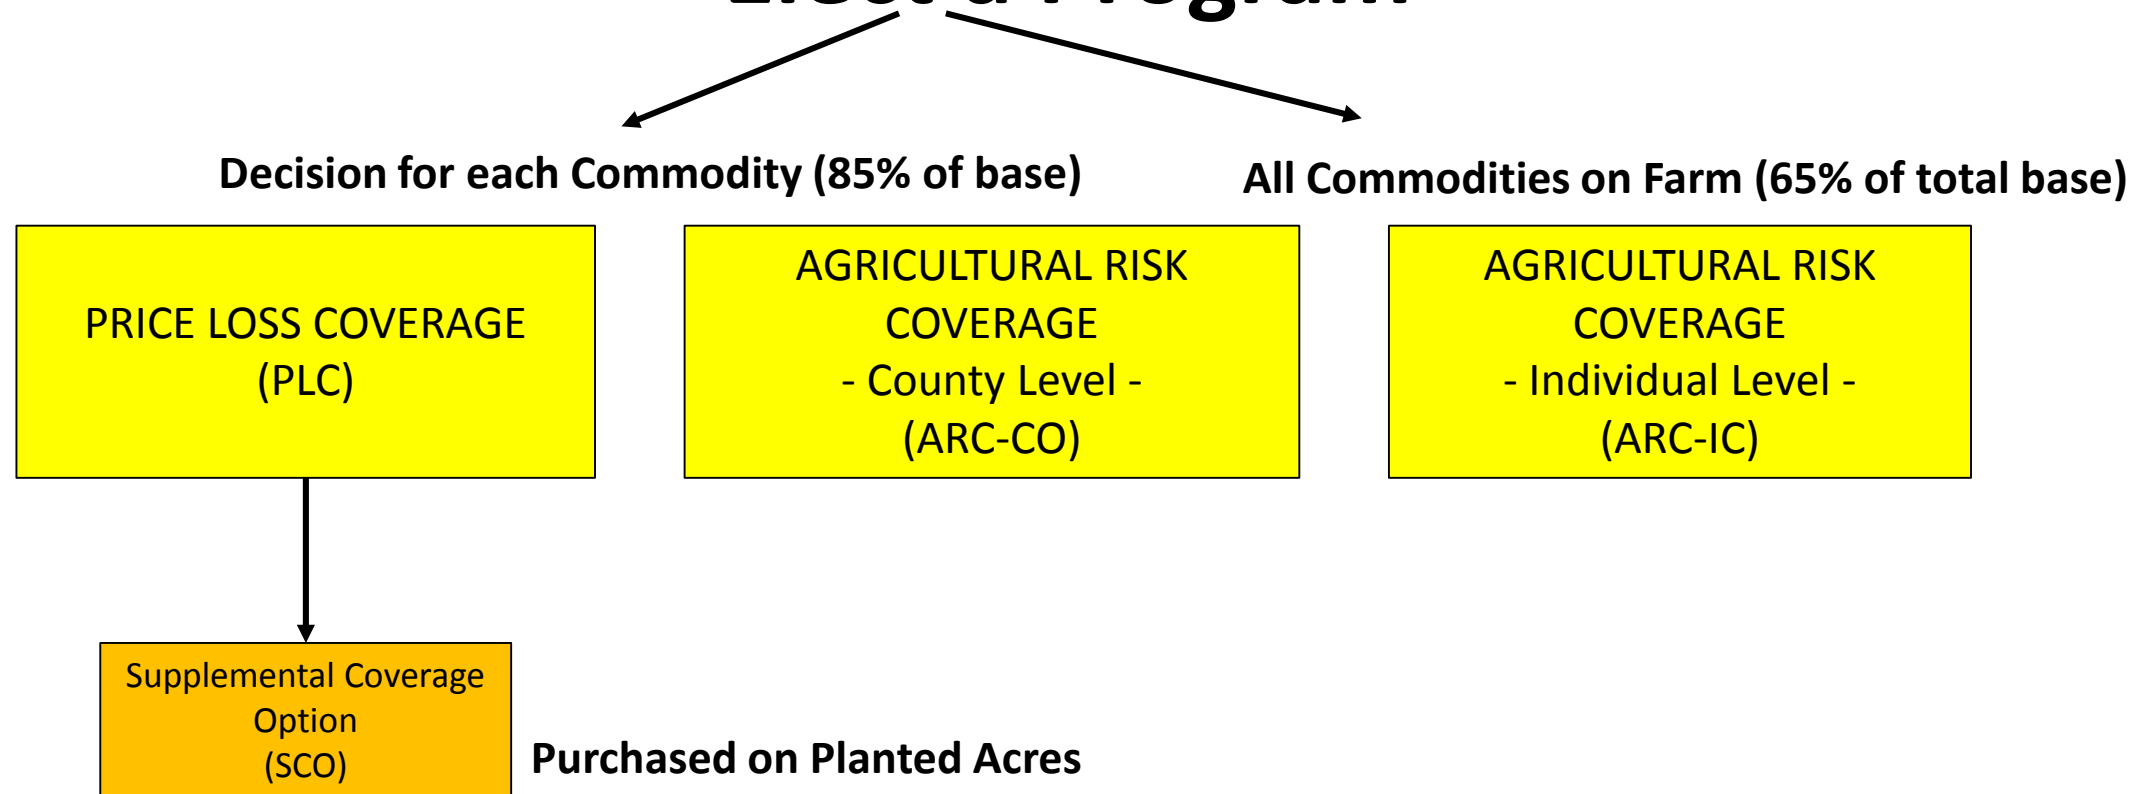 Elect a Program
Decision for each Commodity (85% of base)
All Commodities on Farm (65% of total base)
PRICE LOSS COVERAGE
(PLC)
AGRICULTURAL RISK
COVERAGE
- County Level -
(ARC-CO)
AGRICULTURAL RISK
COVERAGE
- Individual Level -
(ARC-IC)
Supplemental Coverage
Option
(SCO)
Purchased on Planted Acres